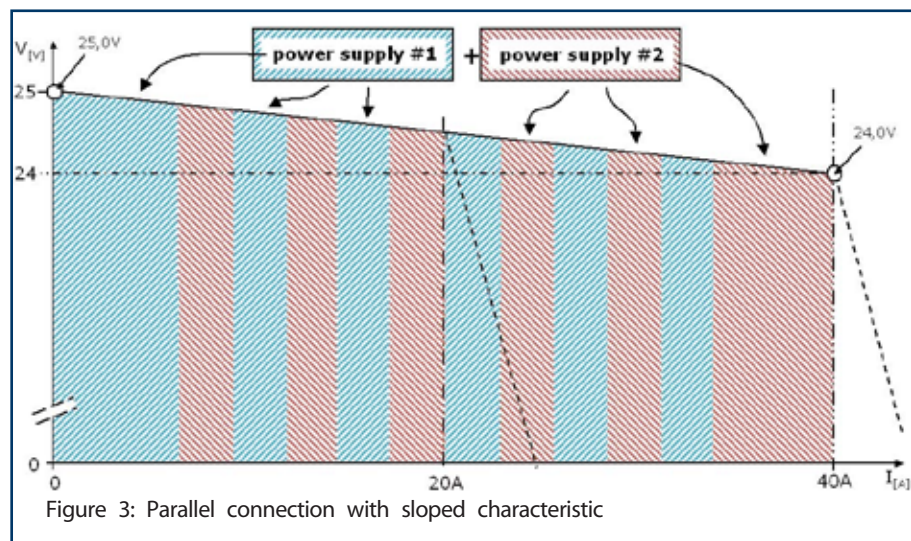 V[V]
25,0V
power supply #1 + power supply #2
25
24
24,0V
0
0
20A
40A
I[A]
Figure 3: Parallel connection with sloped characteristic